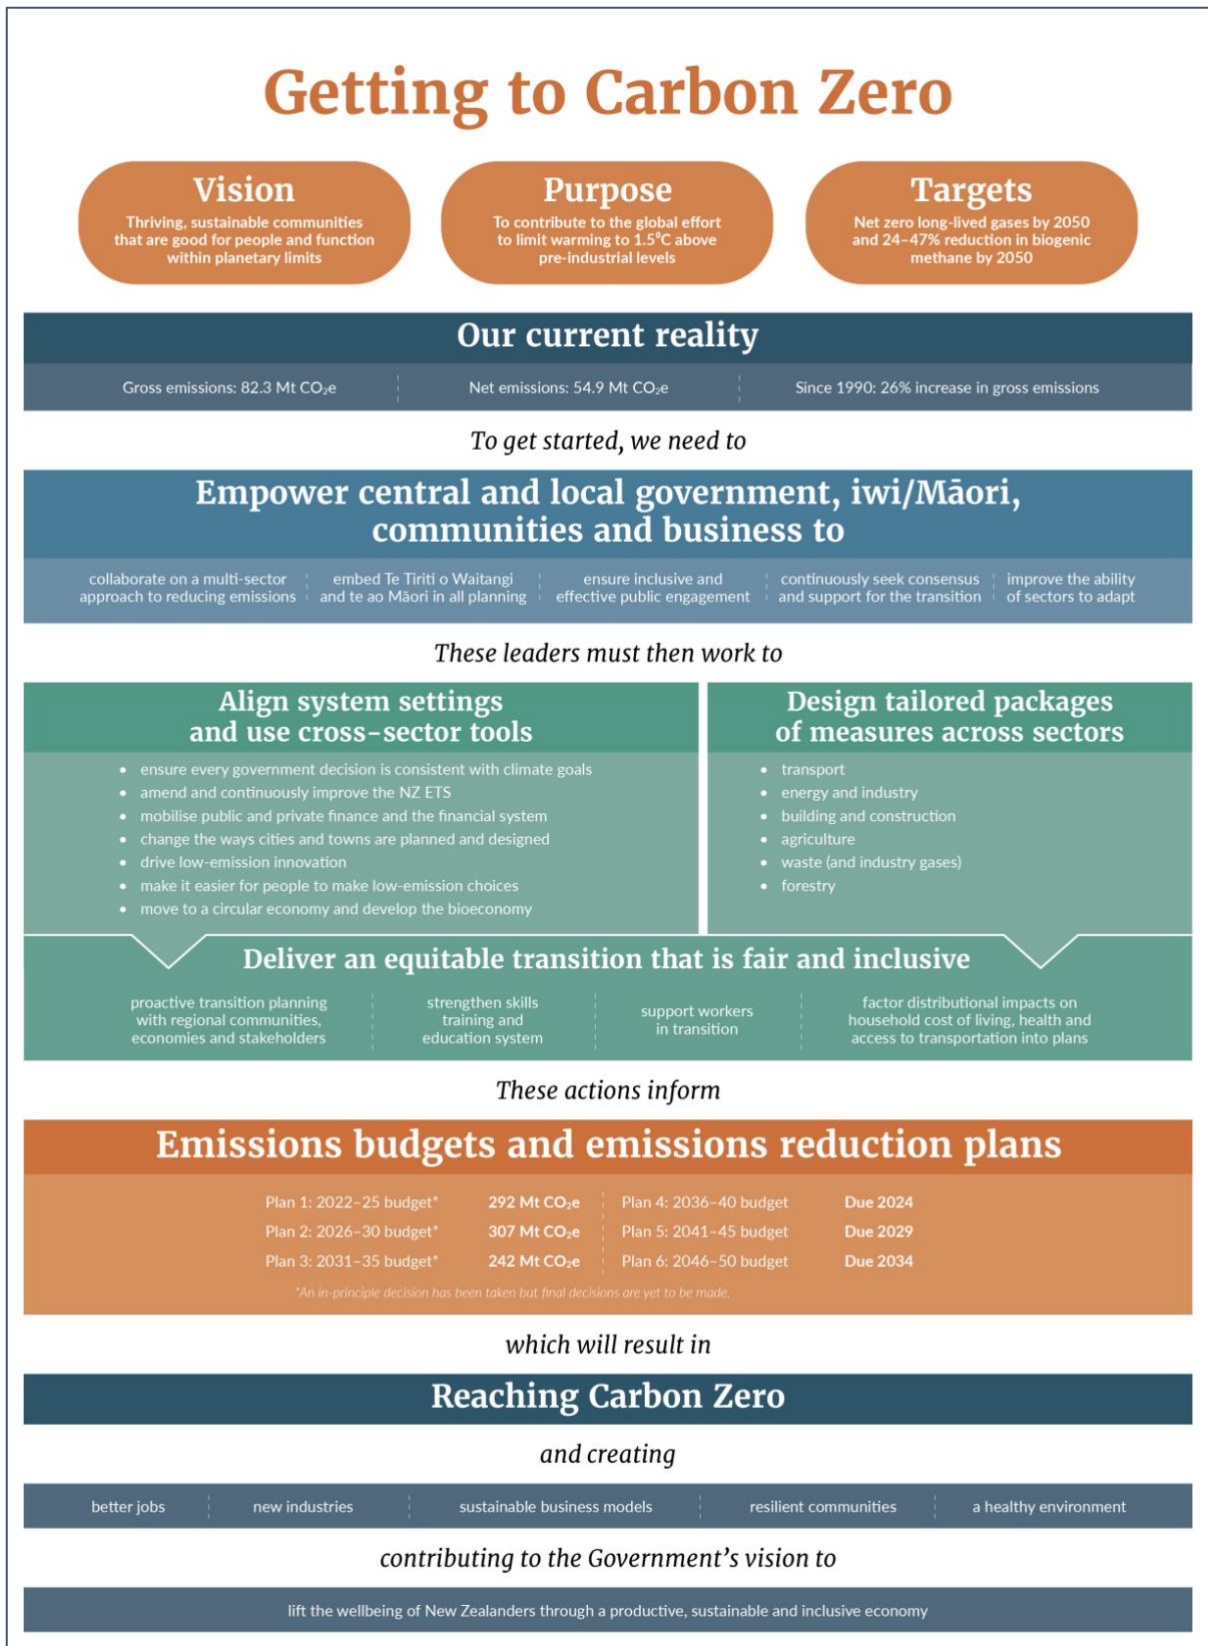 Getting to Carbon Zero
Vision
Thriving, sustainable communities
that are good for people and function
within planetary limits
Purpose
To contribute to the global effort
to limit warming to 1.5⁰C above
pre-industrial levels
Targets
Net zero long-lived gases by 2050
and 24–47% reduction in biogenic
methane by 2050
Our current reality
Gross emissions: 82.3 Mt CO₂e
Net emissions: 54.9 Mt CO₂e
Since 1990: 26% increase in gross emissions
To get started, we need to
Empower central and local government, iwi/Māori,
communities and business to
collaborate on a multi-sector
approach to reducing emissions
embed Te Tiriti o Waitangi
and te ao Māori in all planning
ensure inclusive and
effective public engagement
continuously seek consensus
and support for the transition
improve the ability
of sectors to adapt
These leaders must then work to
Align system settings
and use cross-sector tools
• ensure every government decision is consistent with climate goals
• amend and continuously improve the NZ ETS
• mobilise public and private finance and the financial system
• change the ways cities and towns are planned and designed
• drive low-emission innovation
• make it easier for people to make low-emission choices
• move to a circular economy and develop the bioeconomy
Design tailored packages
of measures across sectors
• transport
• energy and industry
• building and construction
• agriculture
• waste (and industry gases)
• forestry
Deliver an equitable transition that is fair and inclusive
proactive transition planning
with regional communities,
economies and stakeholders
strengthen skills
training and
education system
support workers
in transition
factor distributional impacts on
household cost of living, health and
access to transportation into plans
These actions inform
Emissions budgets and emissions reduction plans
Plan 1: 2022–25 budget* 292 Mt CO₂e
Plan 2: 2026–30 budget* 307 Mt CO₂e
Plan 3: 2031–35 budget* 242 Mt CO₂e
Plan 4: 2036–40 budget Due 2024
Plan 5: 2041–45 budget Due 2029
Plan 6: 2046–50 budget Due 2034
*An in-principle decision has been taken but final decisions are yet to be made.
which will result in
Reaching Carbon Zero
and creating
better jobs
new industries
sustainable business models
resilient communities
a healthy environment
contributing to the Government's vision to
lift the wellbeing of New Zealanders through a productive, sustainable and inclusive economy